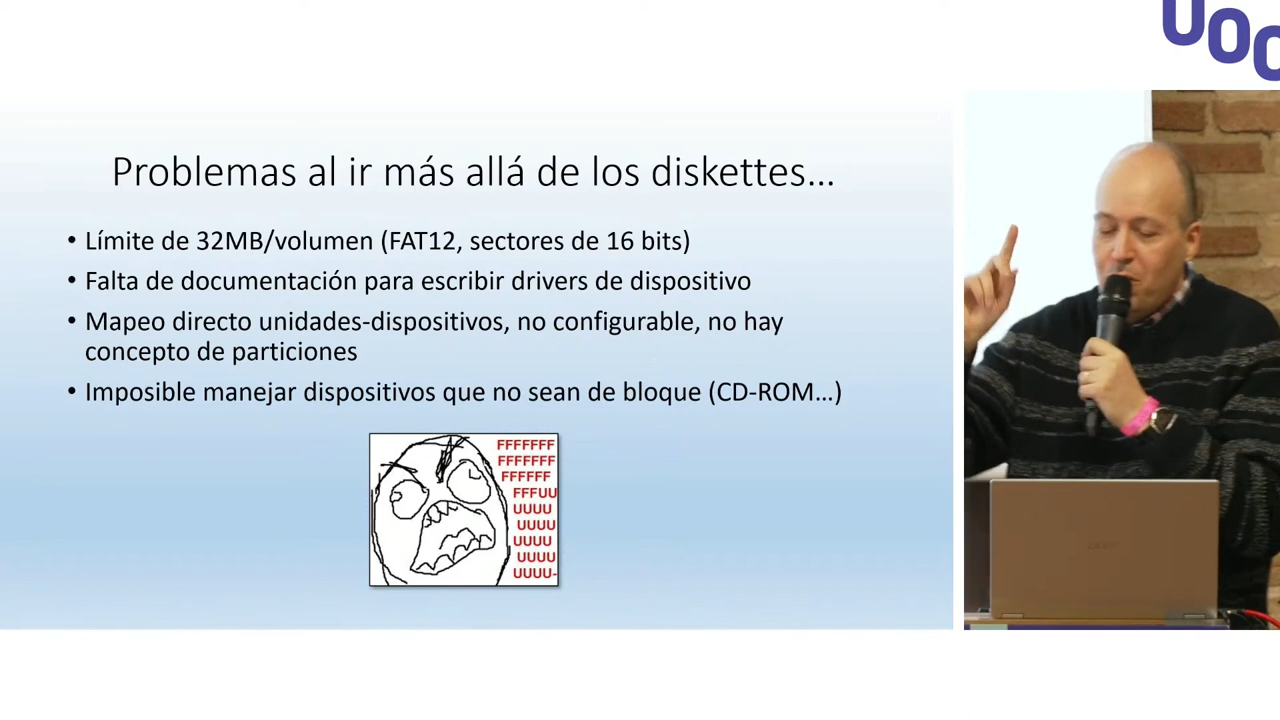 UOC
Problemas al ir más allá de los diskettes...
• Límite de 32MB/volumen (FAT12, sectores de 16 bits)
• Falta de documentación para escribir drivers de dispositivo
• Mapeo directo unidades-dispositivos, no configurable, no hay
concepto de particiones
• Imposible manejar dispositivos que no sean de bloque (CD-ROM...)
FFFFFFF
FFFFFFF
FFFFFF
FFFUU
UUUU
UUUU
UUUU
UUUU
UUUU-
acer